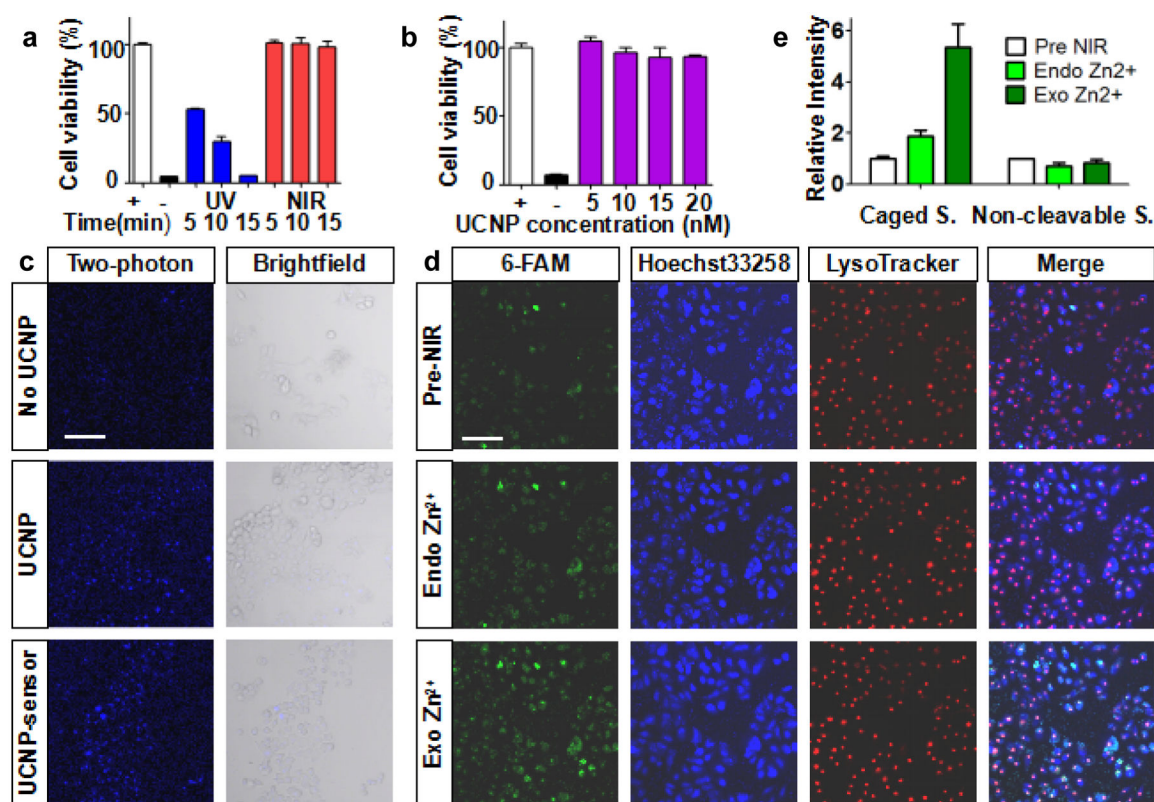 a
Cell viability (%)
100
50
0
+ - UV NIR
Time(min) 5 10 15 5 10 15
b
Cell viability (%)
100
50
0
+ - 5 10 15 20
UCNP concentration (nM)
e
Relative Intensity
6
4
2
0
Pre NIR
Endo Zn2+
Exo Zn2+
Caged S. Non-cleavable S.
c
Two-photon Brightfield
No UCNP
UCNP
UCNP-sensor
d
6-FAM Hoechst33258 LysoTracker Merge
Pre-NIR
Endo Zn²⁺
Exo Zn²⁺